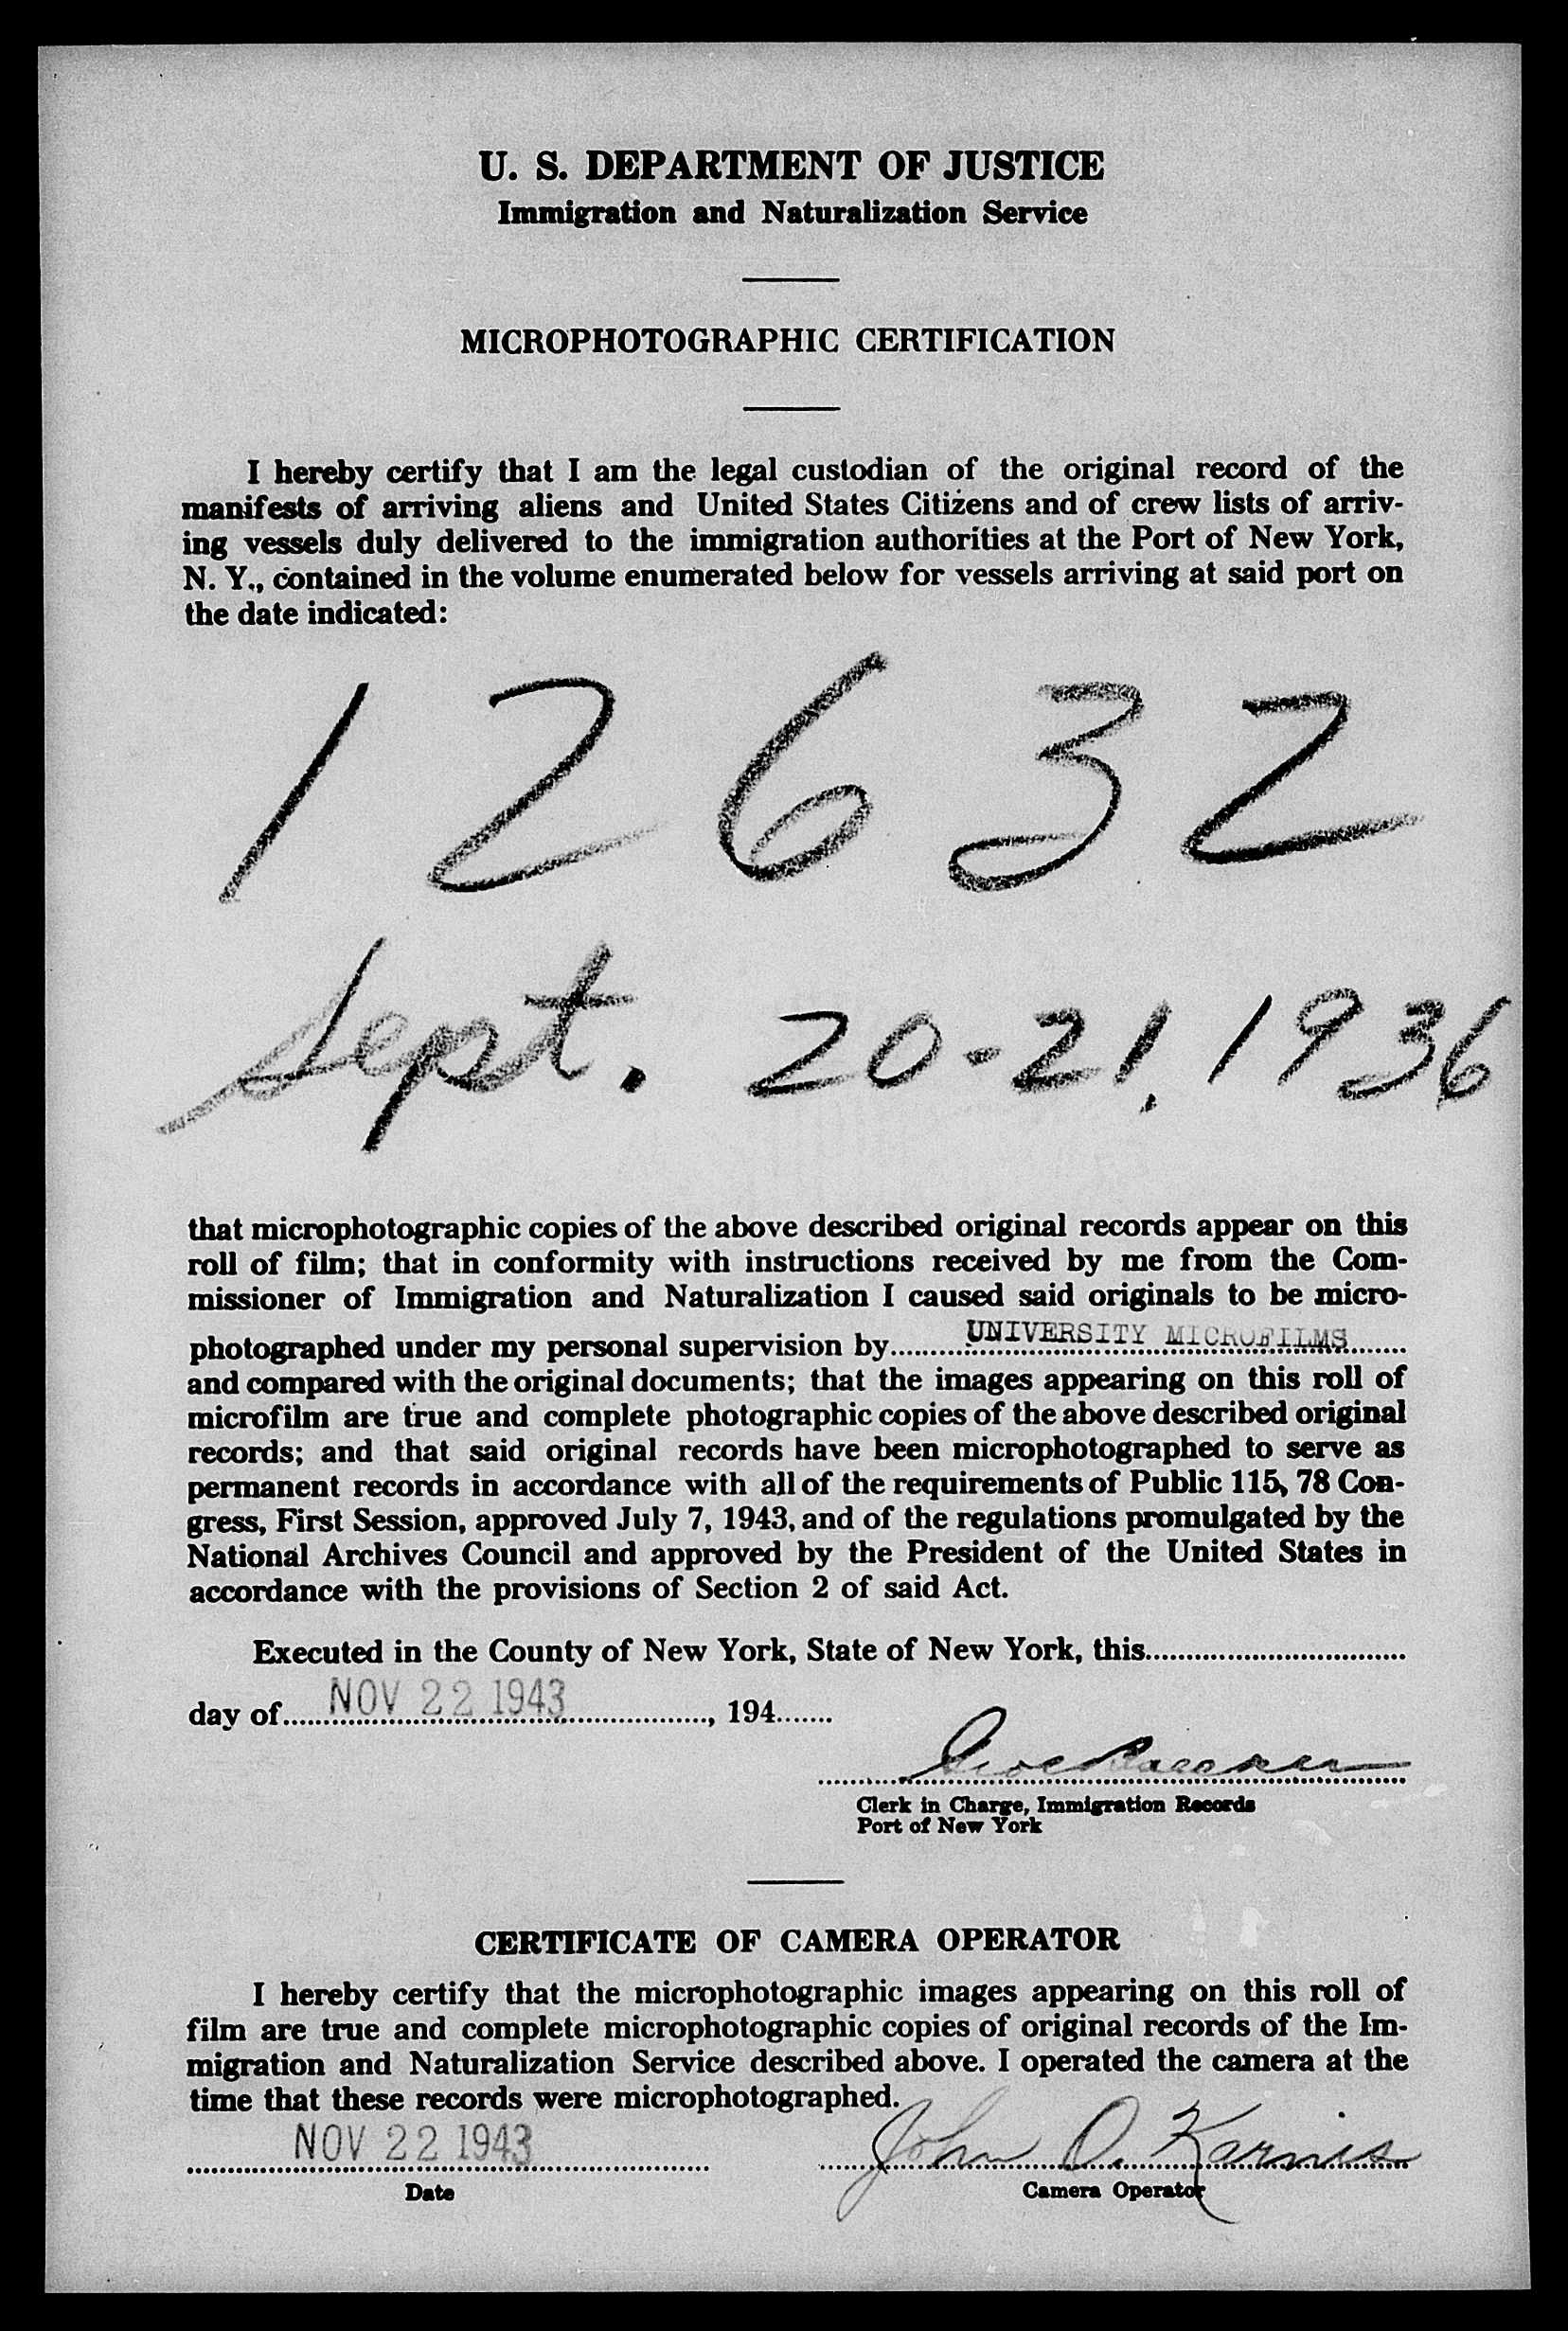 U. S. DEPARTMENT OF JUSTICE
Immigration and Naturalization Service
MICROPHOTOGRAPHIC CERTIFICATION
I hereby certify that I am the legal custodian of the original record of the
manifests of arriving aliens and United States Citizens and of crew lists of arriv-
ing vessels duly delivered to the immigration authorities at the Port of New York,
N. Y., contained in the volume enumerated below for vessels arriving at said port on
the date indicated:
12632
Sept. 20-21, 1936
that microphotographic copies of the above described original records appear on this
roll of film; that in conformity with instructions received by me from the Com-
missioner of Immigration and Naturalization I caused said originals to be micro-
photographed under my personal supervision by UNIVERSITY MICROFILMS
and compared with the original documents; that the images appearing on this roll of
microfilm are true and complete photographic copies of the above described original
records; and that said original records have been microphotographed to serve as
permanent records in accordance with all of the requirements of Public 115, 78 Con-
gress, First Session, approved July 7, 1943, and of the regulations promulgated by the
National Archives Council and approved by the President of the United States in
accordance with the provisions of Section 2 of said Act.
Executed in the County of New York, State of New York, this
day of NOV 22 1943, 194
Clerk in Charge, Immigration Records
Port of New York
CERTIFICATE OF CAMERA OPERATOR
I hereby certify that the microphotographic images appearing on this roll of
film are true and complete microphotographic copies of original records of the Im-
migration and Naturalization Service described above. I operated the camera at the
time that these records were microphotographed.
NOV 22 1943 John O. Karnis
Date Camera Operator